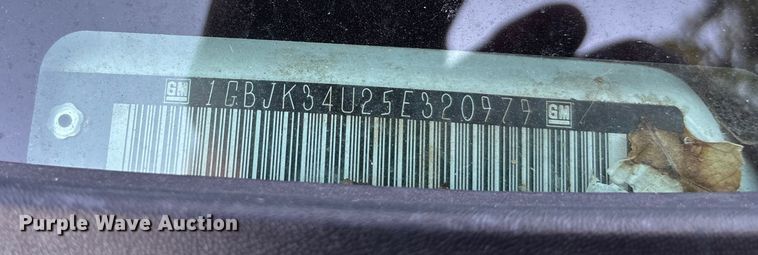 GM 1GBJK34U25E320979 GM /
Purple Wave Auction